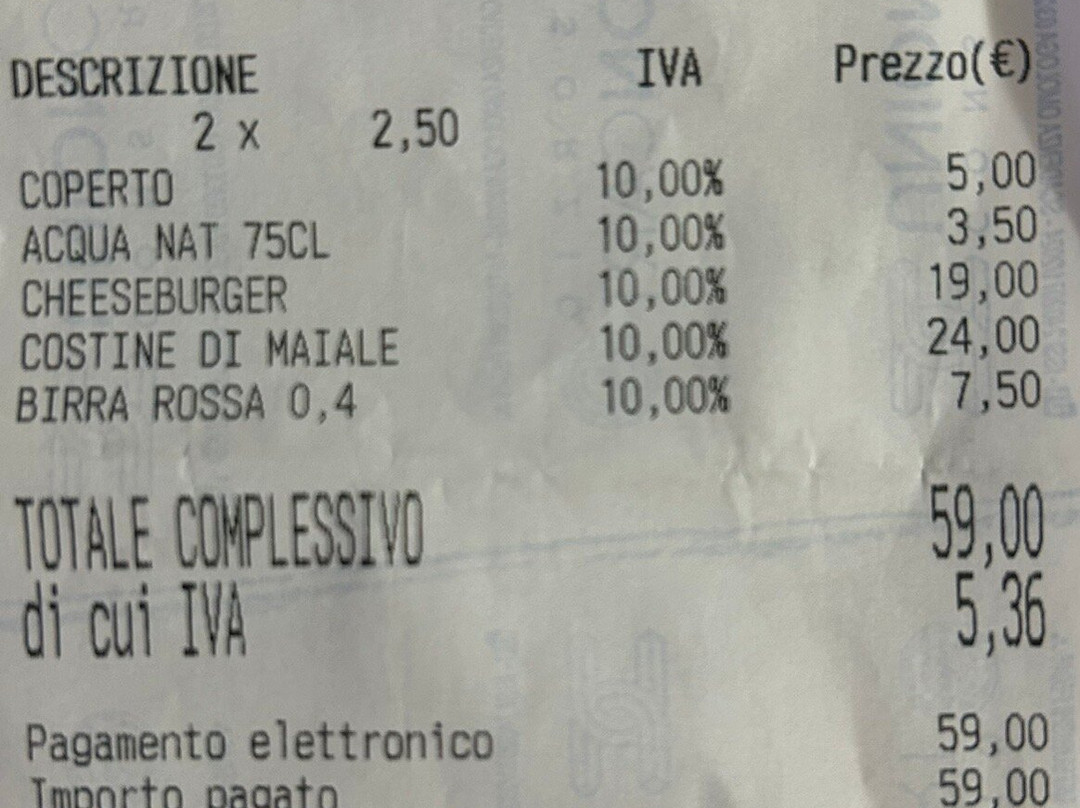 DESCRIZIONE IVA Prezzo(€)
2 x 2,50
COPERTO 10,00% 5,00
ACQUA NAT 75CL 10,00% 3,50
CHEESEBURGER 10,00% 19,00
COSTINE DI MAIALE 10,00% 24,00
BIRRA ROSSA 0,4 10,00% 7,50
TOTALE COMPLESSIVO 59,00
di cui IVA 5,36
Pagamento elettronico 59,00
Importo pagato 59,00